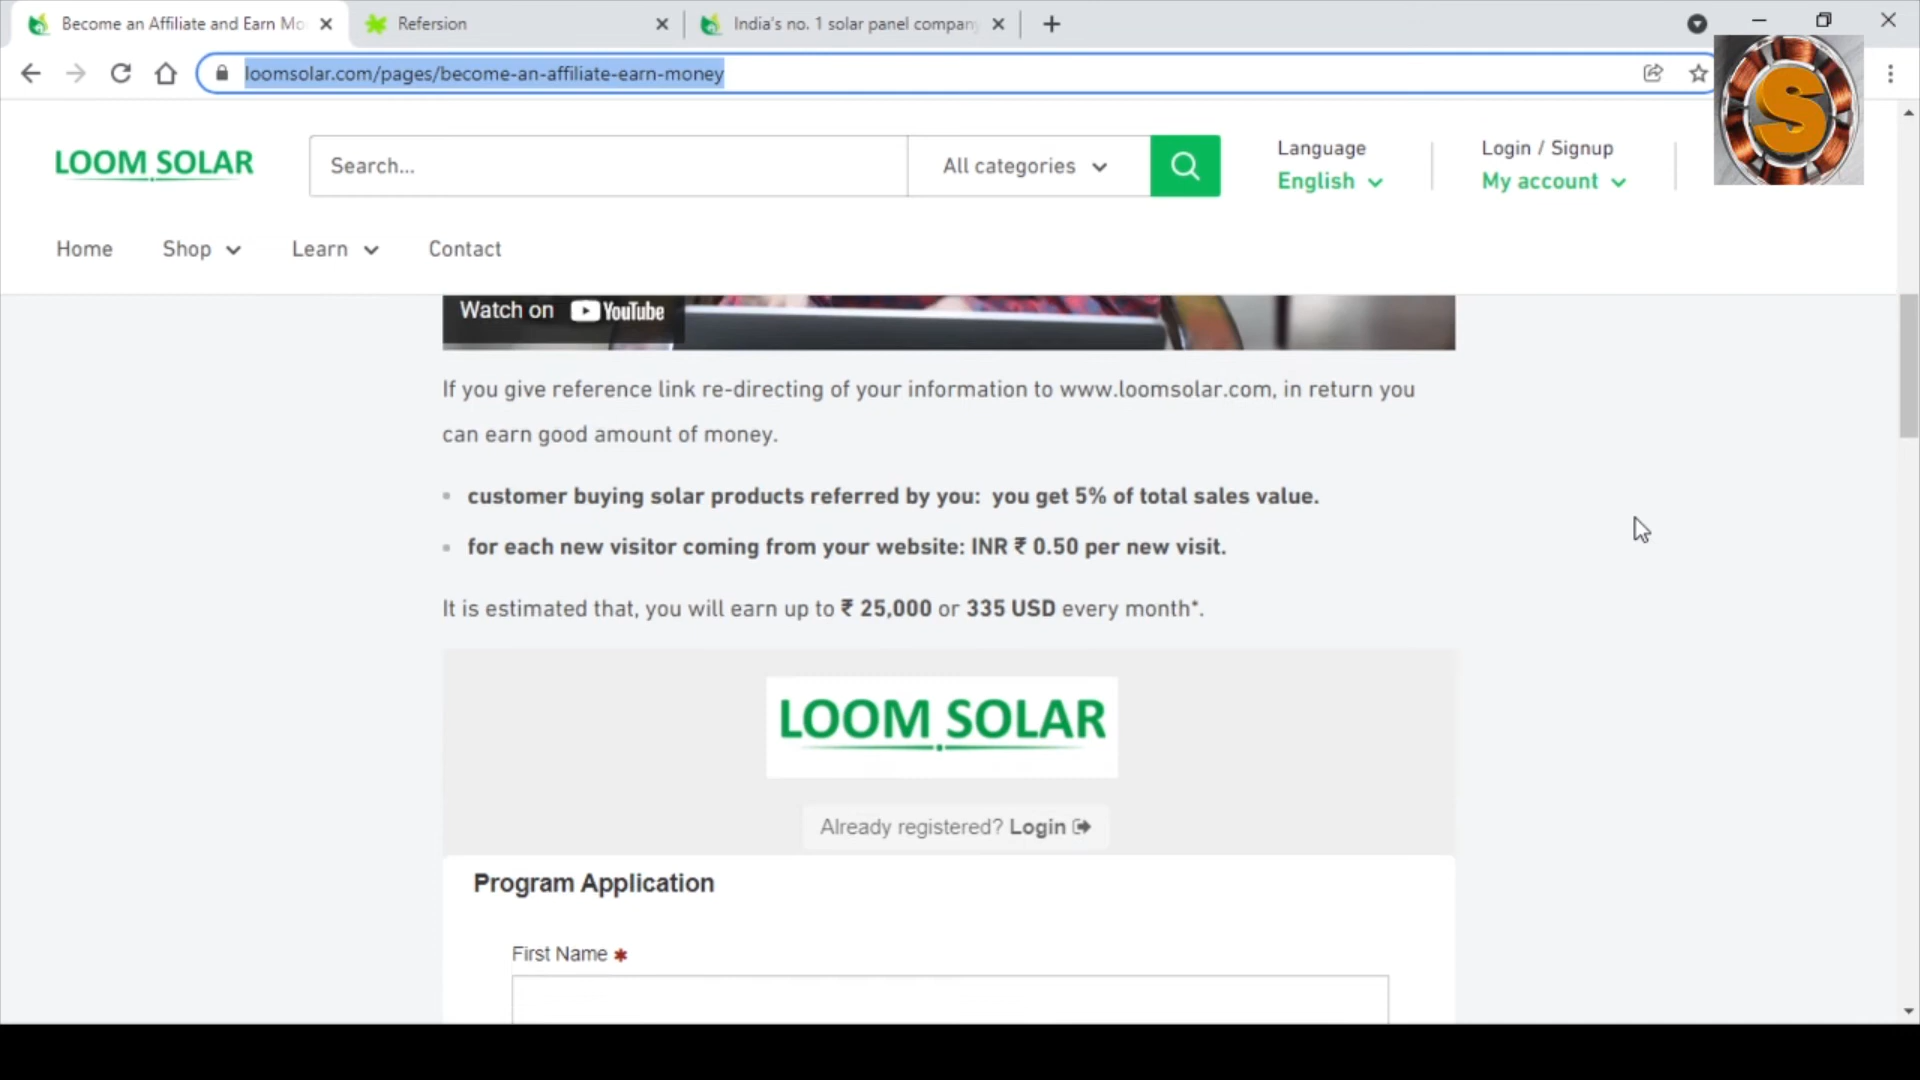 Become an Affiliate and Earn Mo
Refersion
India's no. 1 solar panel company
loomsolar.com/pages/become-an-affiliate-earn-money
LOOM SOLAR
Search...
All categories
Language
English
Login / Signup
My account
S
Home
Shop
Learn
Contact
Watch on YouTube
If you give reference link re-directing of your information to www.loomsolar.com, in return you
can earn good amount of money.
customer buying solar products referred by you: you get 5% of total sales value.
for each new visitor coming from your website: INR ₹ 0.50 per new visit.
It is estimated that, you will earn up to ₹ 25,000 or 335 USD every month*.
LOOM SOLAR
Already registered? Login
Program Application
First Name *